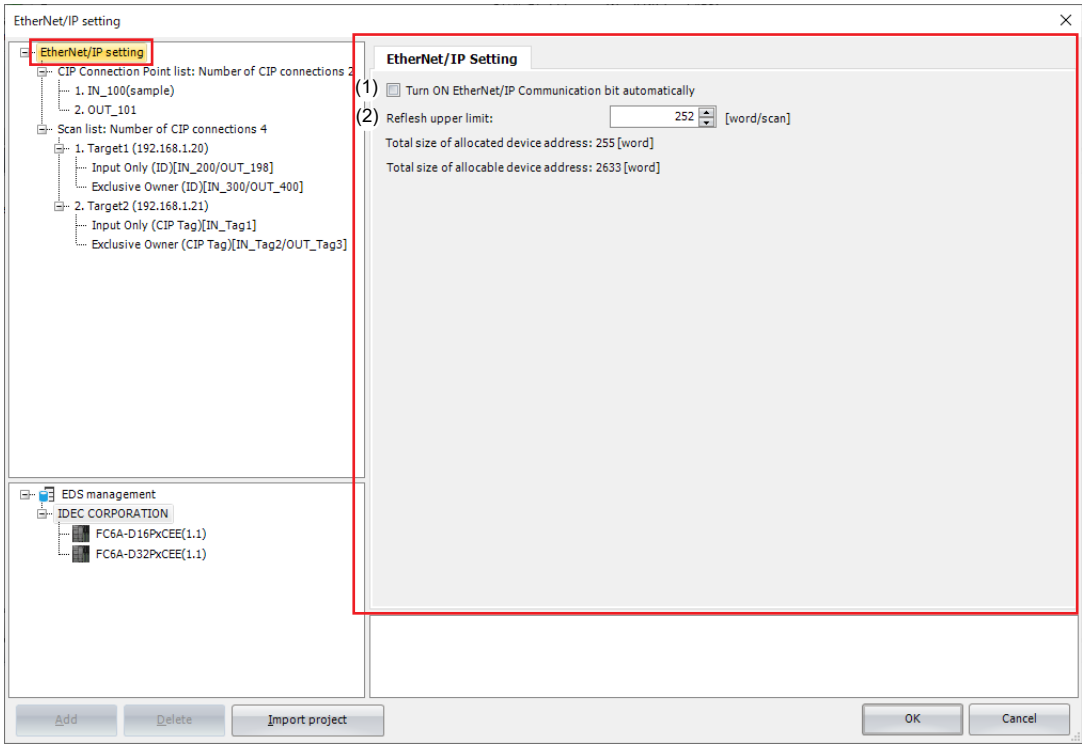 EtherNet/IP setting
EtherNet/IP setting
CIP Connection Point list: Number of CIP connections 2
1. IN_100(sample)
2. OUT_101
Scan list: Number of CIP connections 4
1. Target1 (192.168.1.20)
Input Only (ID)[IN_200/OUT_198]
Exclusive Owner (ID)[IN_300/OUT_400]
2. Target2 (192.168.1.21)
Input Only (CIP Tag)[IN_Tag1]
Exclusive Owner (CIP Tag)[IN_Tag2/OUT_Tag3]
EtherNet/IP Setting
(1) Turn ON EtherNet/IP Communication bit automatically
(2) Reflesh upper limit: 252 [word/scan]
Total size of allocated device address: 255 [word]
Total size of allocable device address: 2633 [word]
EDS management
IDEC CORPORATION
FC6A-D16PxCEE(1.1)
FC6A-D32PxCEE(1.1)
Add Delete Import project OK Cancel